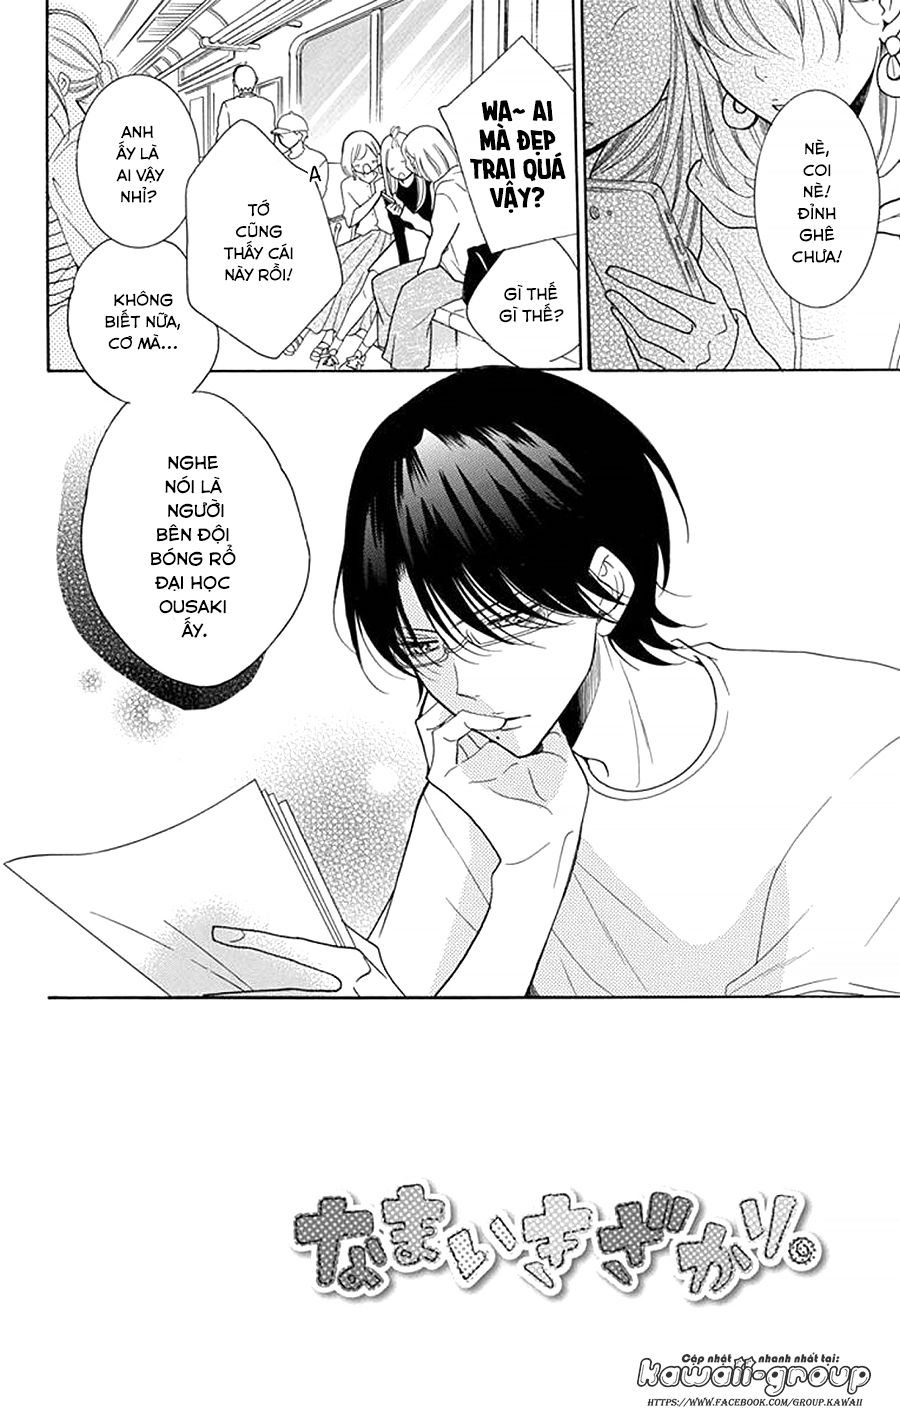 NÈ,
COI
NÈ!
ĐỈNH
GHÊ
CHƯA!
WA~ AI
MÀ ĐẸP
TRAI QUÁ
VẬY?
GÌ THẾ
GÌ THẾ?
A
TỚ
CŨNG
THẤY CÁI
NÀY RỒI!
ANH
ẤY LÀ
AI VẬY
NHỈ?
KHÔNG
BIẾT NỮA,
CƠ MÀ...
NGHE
NÓI LÀ
NGƯỜI
BÊN ĐỘI
BÓNG RỔ
ĐẠI HỌC
OUSAKI
ẤY.
なまいきざかり。
Cập nhật nhanh nhất tại:
kawaii-group
HTTPS://WWW.FACEBOOK.COM/GROUP.KAWAII